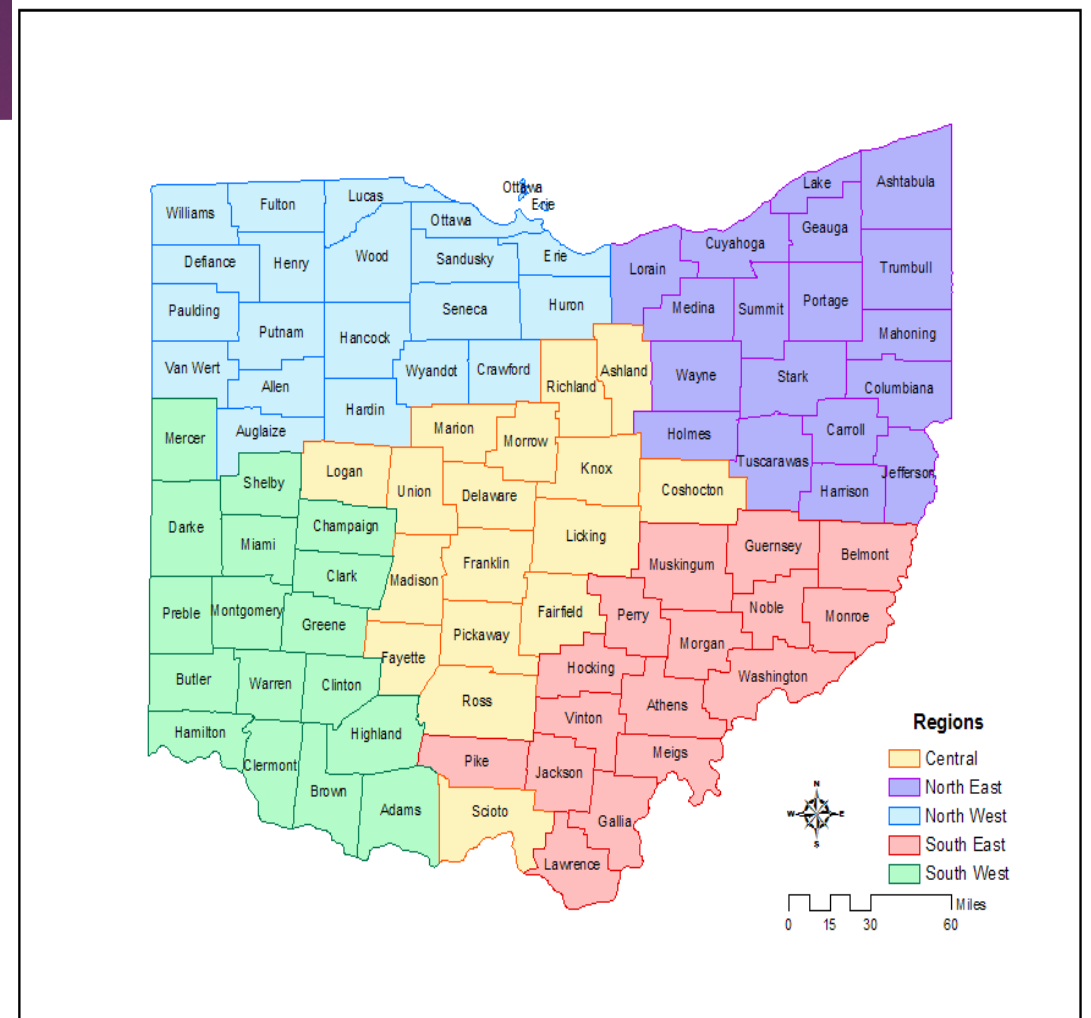 Lake
Ashtabula
Ottawa
Erie
Lucas
Fulton
Williams
Ottawa
Geauga
Cuyahoga
Wood
Sandusky
Erie
Defiance
Henry
Lorain
Trumbull
Paulding
Seneca
Huron
Medina
Summit
Portage
Putnam
Hancock
Mahoning
Van Wert
Wyandot
Crawford
Ashland
Wayne
Stark
Allen
Richland
Columbiana
Hardin
Mercer
Auglaize
Marion
Morrow
Holmes
Carroll
Tuscarawas
Logan
Knox
Jefferson
Shelby
Union
Delaware
Coshocton
Harrison
Darke
Champaign
Licking
Miami
Guernsey
Belmont
Franklin
Muskingum
Clark
Madison
Preble
Montgomery
Fairfield
Perry
Noble
Monroe
Greene
Pickaway
Morgan
Fayette
Hocking
Butler
Warren
Clinton
Washington
Ross
Athens
Hamilton
Highland
Vinton
Regions
Clermont
Pike
Jackson
Meigs
Central
Brown
North East
Adams
Scioto
Gallia
North West
South East
Lawrence
South West
N
W E
S
Miles
0 15 30 60